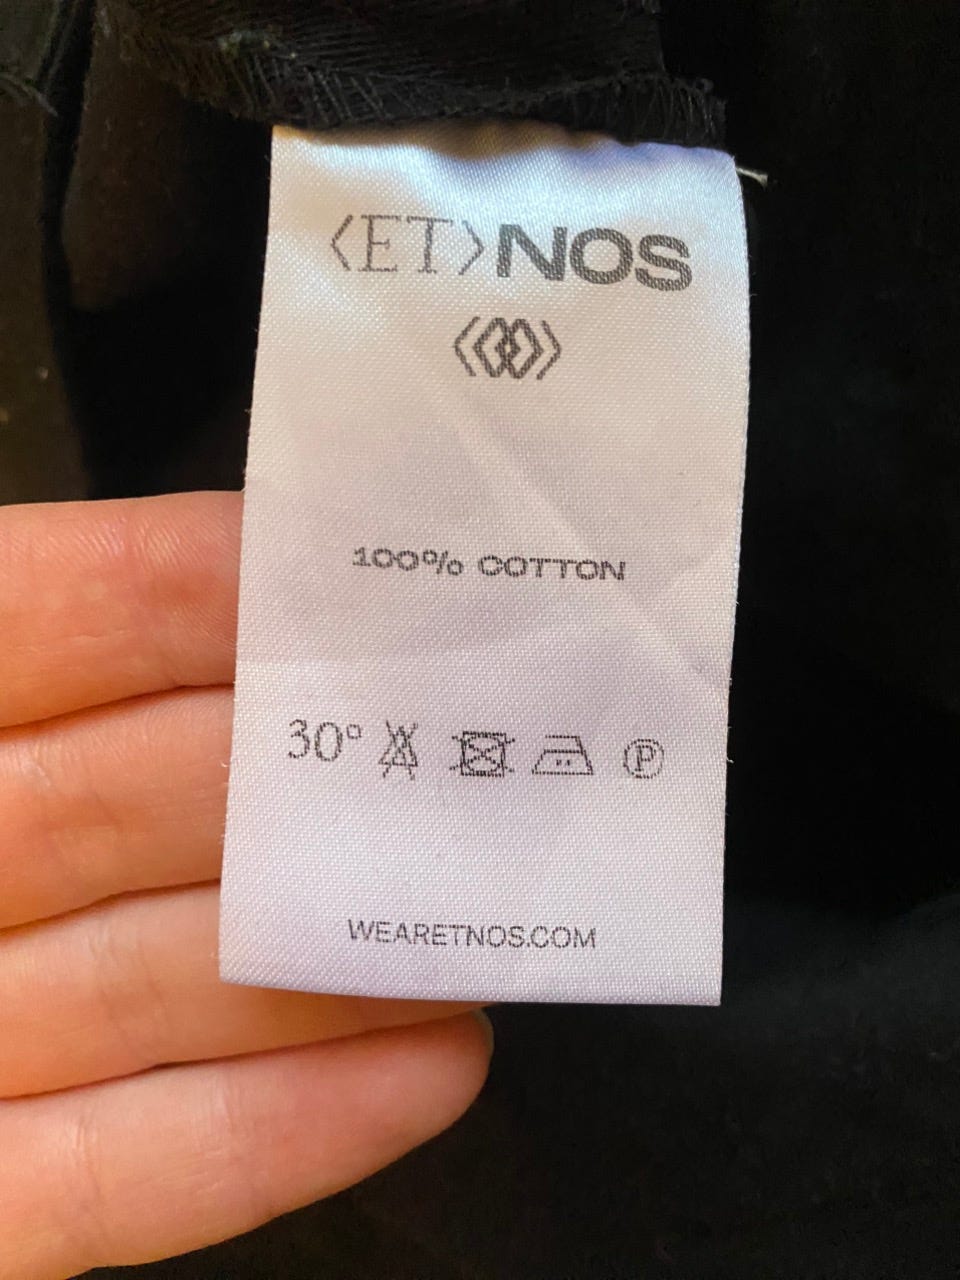 〈ET〉NOS
100% COTTON
30° P
WEARETNOS.COM